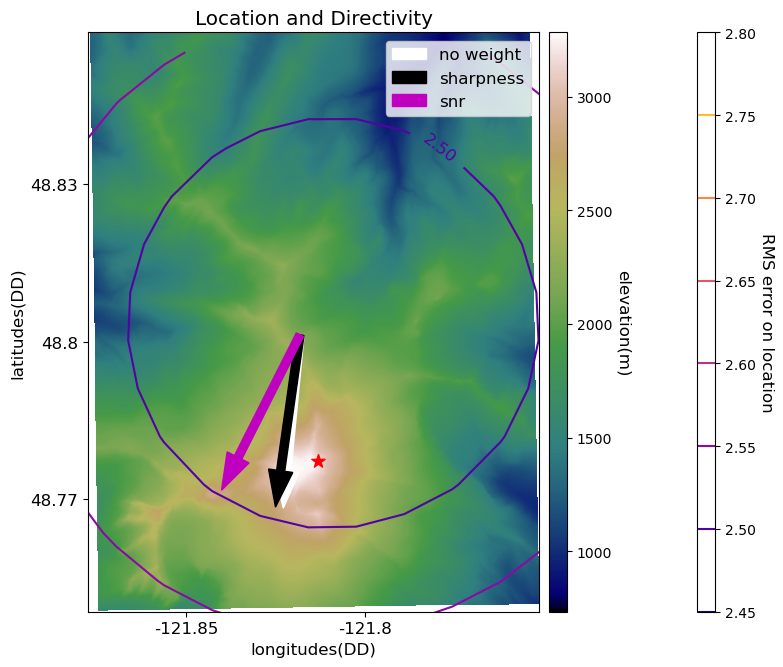 Location and Directivity
no weight
sharpness
snr
2.50
48.83
48.8
48.77
latitudes(DD)
-121.85
-121.8
longitudes(DD)
3000
2500
2000
1500
1000
elevation(m)
2.80
2.75
2.70
2.65
2.60
2.55
2.50
2.45
RMS error on location